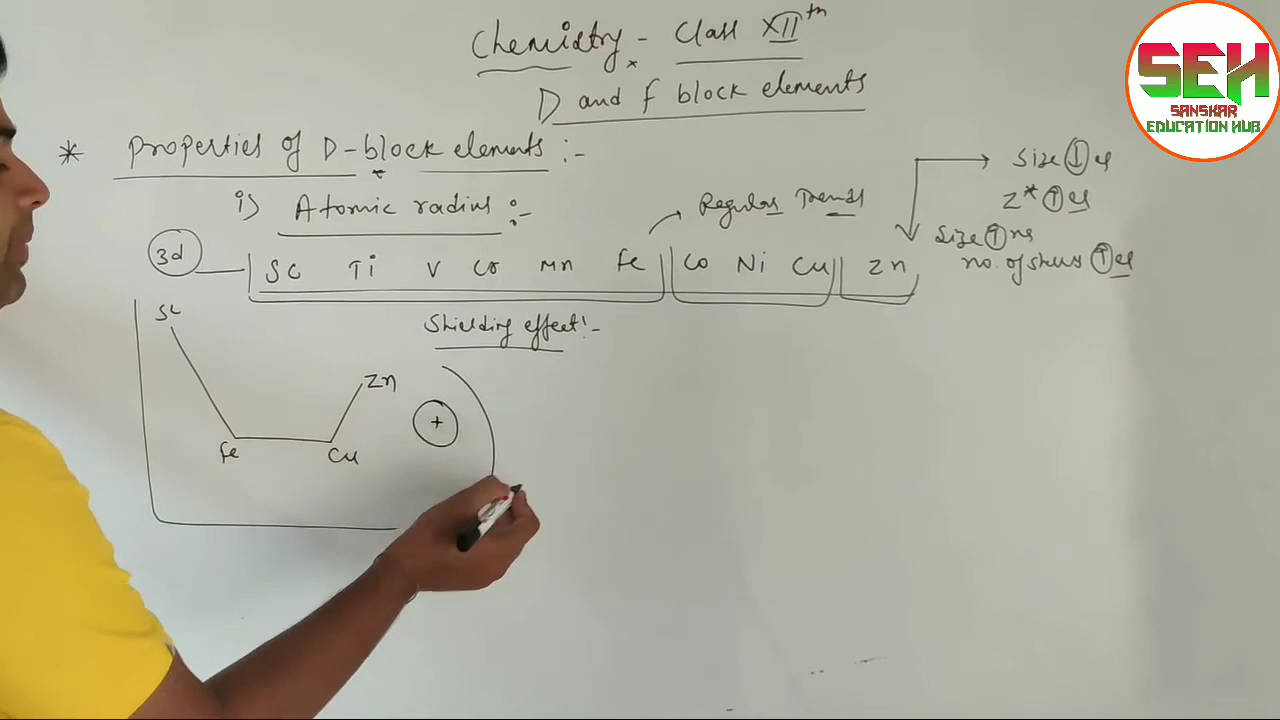 Chemistry - Class XIIth
D and f block elements
SEH
SANSKAR
EDUCATION HUB
* Properties of D-block elements :-
i) Atomic radius :-
Regular Trends
Size ↓es
Z* ↑es
Size ↑es
no. of shells ↑es
3d
SC Ti V Cr Mn Fe Co Ni Cu Zn
Shielding effect :-
Sc
Zn
Fe
Cu
+